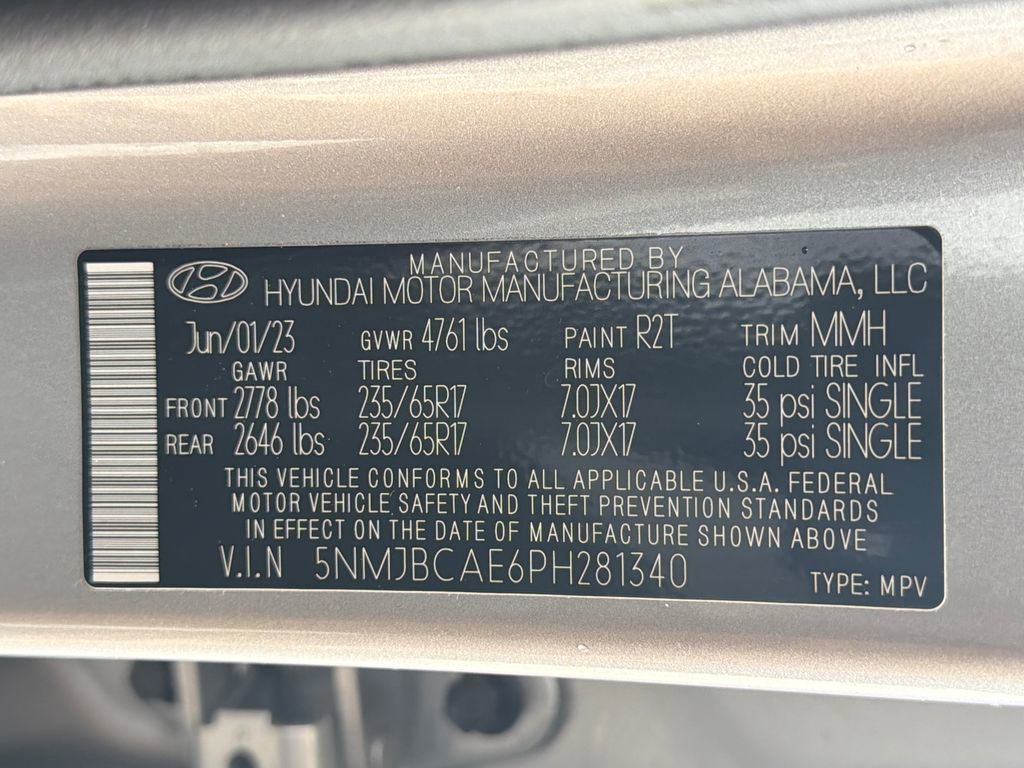 MANUFACTURED BY
HYUNDAI MOTOR MANUFACTURING ALABAMA, LLC
Jun/01/23 GVWR 4761 lbs PAINT R2T TRIM MMH
GAWR TIRES RIMS COLD TIRE INFL
FRONT 2778 lbs 235/65R17 7.0JX17 35 psi SINGLE
REAR 2646 lbs 235/65R17 7.0JX17 35 psi SINGLE
THIS VEHICLE CONFORMS TO ALL APPLICABLE U.S.A. FEDERAL
MOTOR VEHICLE SAFETY AND THEFT PREVENTION STANDARDS
IN EFFECT ON THE DATE OF MANUFACTURE SHOWN ABOVE
V.I.N 5NMJBCAE6PH281340 TYPE: MPV